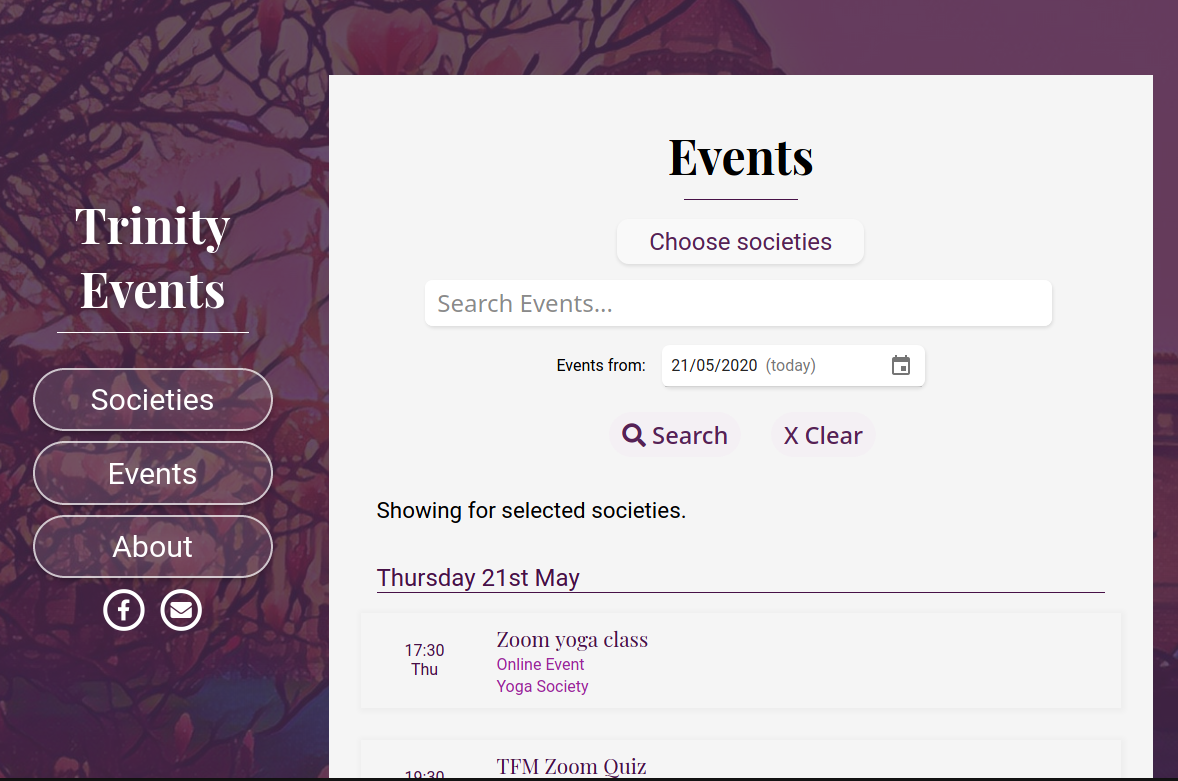 Trinity
Events
Societies
Events
About
Events
Choose societies
Search Events...
Events from: 21/05/2020 (today)
Search X Clear
Showing for selected societies.
Thursday 21st May
17:30
Thu
Zoom yoga class
Online Event
Yoga Society
19:30
TFM Zoom Quiz